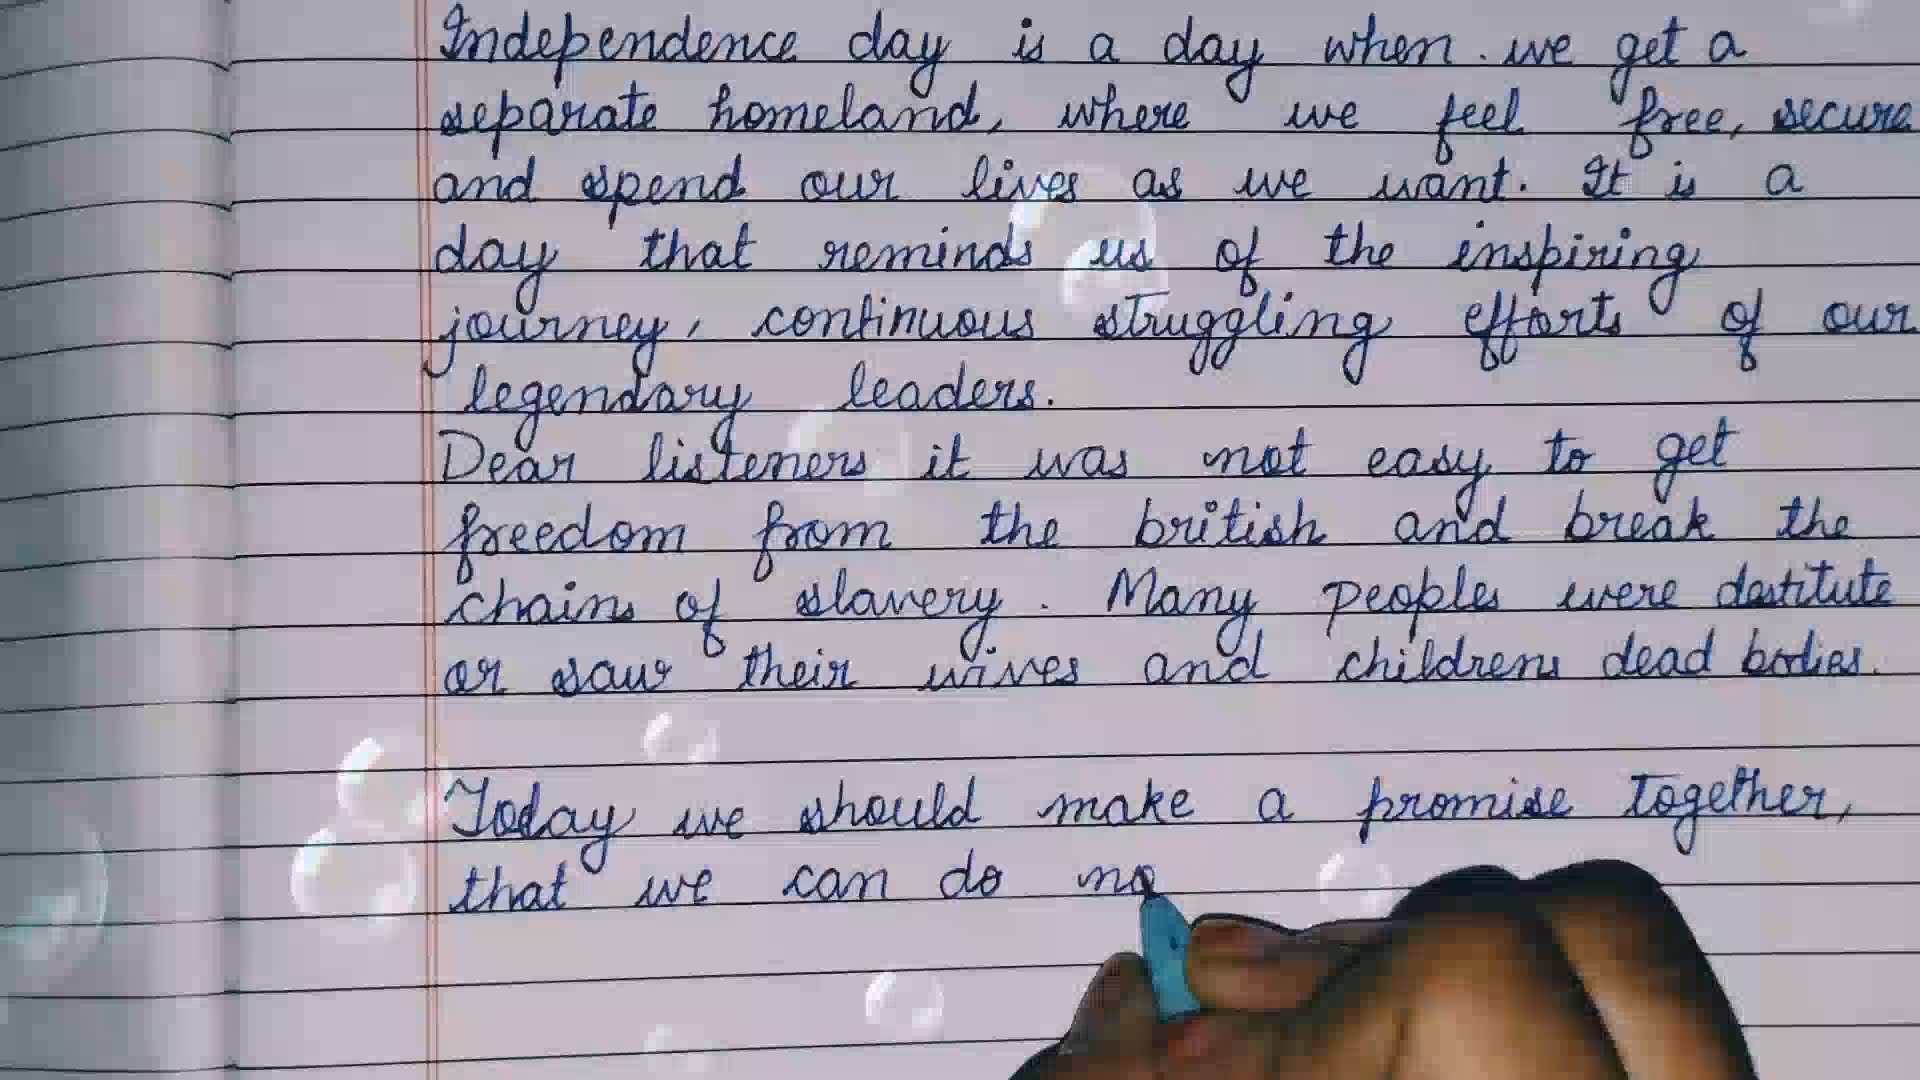 Independence day is a day when. we get a
separate homeland, where we feel free, secure
and spend our lives as we want. It is a
day that reminds us of the inspiring
journey, continuous struggling efforts of our
legendary leaders.
Dear listeners it was not easy to get
freedom from the british and break the
chains of slavery. Many peoples were destitute
or saw their wives and childrens dead bodies.
Today we should make a promise together,
that we can do no